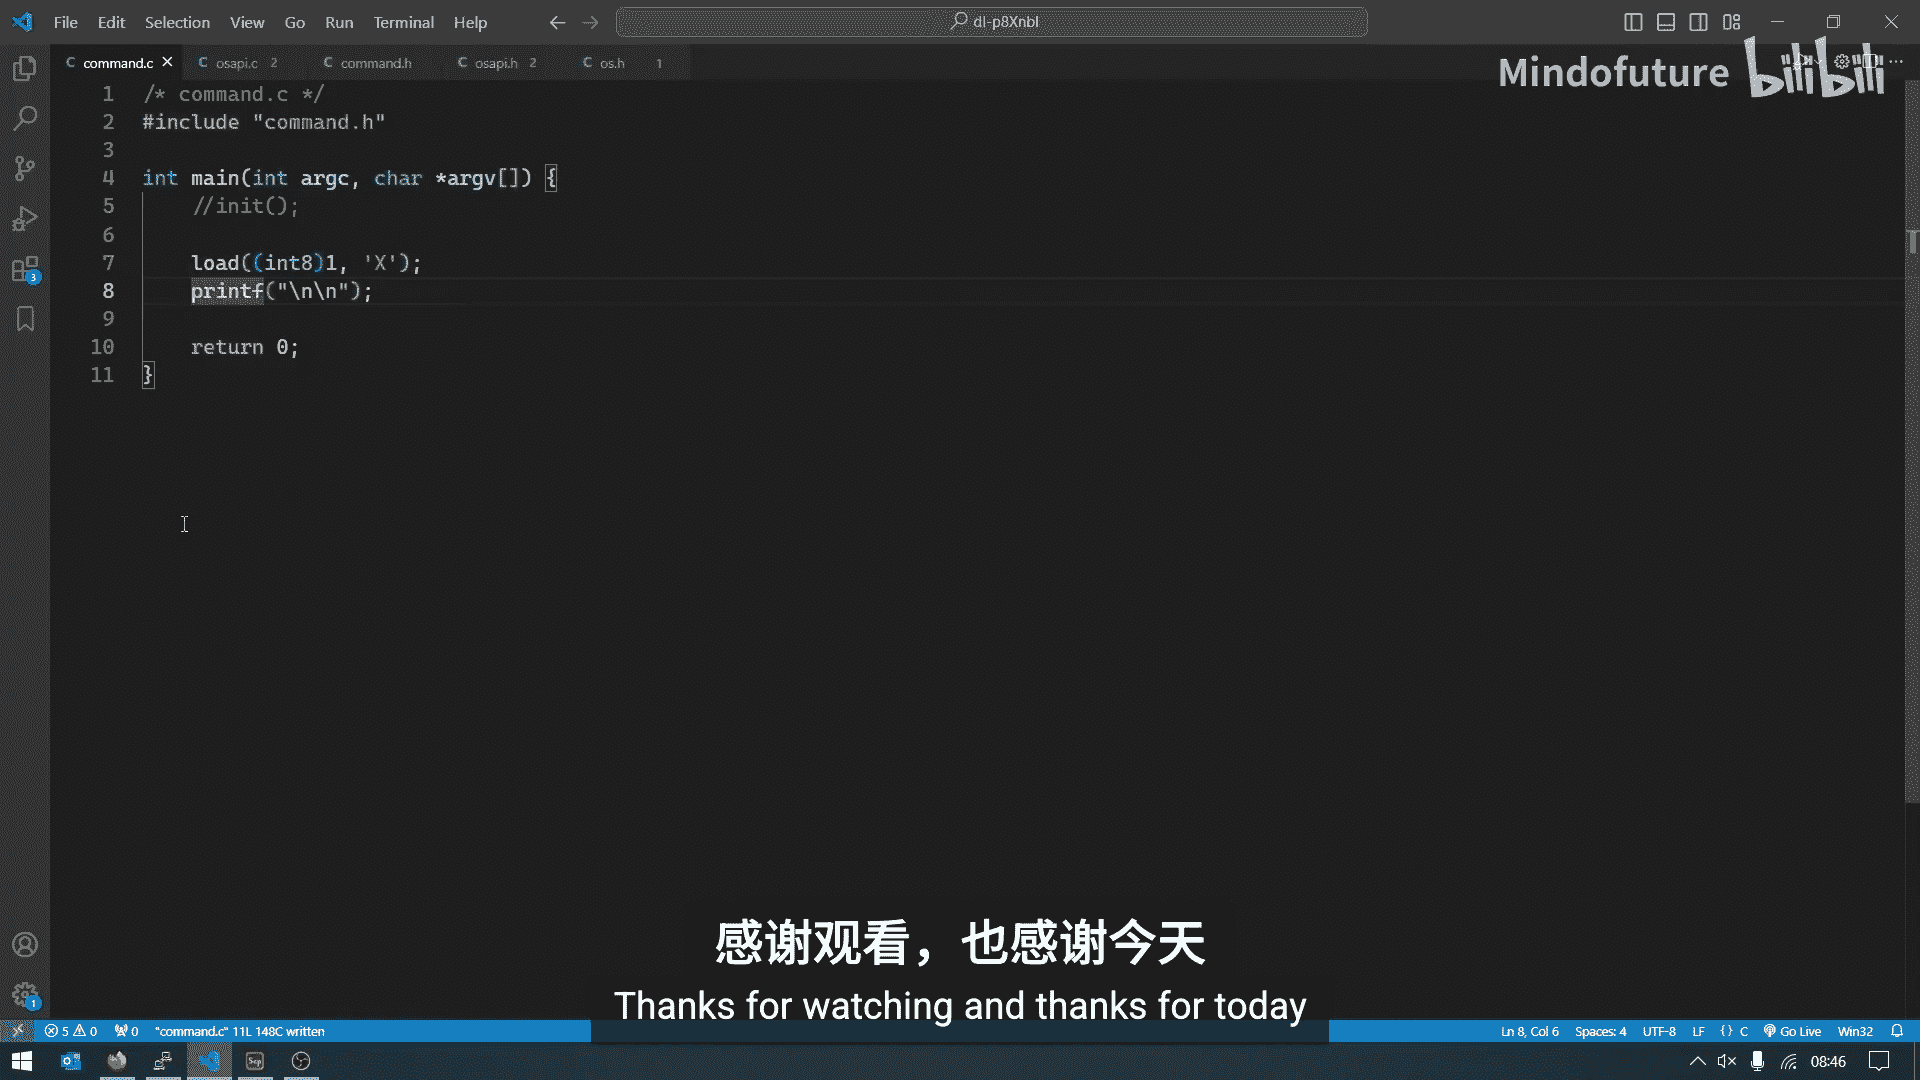 File Edit Selection View Go Run Terminal Help
dl-p8Xnbl
C command.c
C osapi.c 2
C command.h
C osapi.h 2
C os.h 1
Mindofuture bilibili
1 /* command.c */
2 #include "command.h"
3
4 int main(int argc, char *argv[]) {
5 //init();
6
7 load((int8)1, 'X');
8 printf("\n\n");
9
10 return 0;
11 }
3
1
感谢观看，也感谢今天
Thanks for watching and thanks for today
5 0 0 "command.c" 11L 148C written
Ln 8, Col 6 Spaces: 4 UTF-8 LF {} C Go Live Win32
08:46